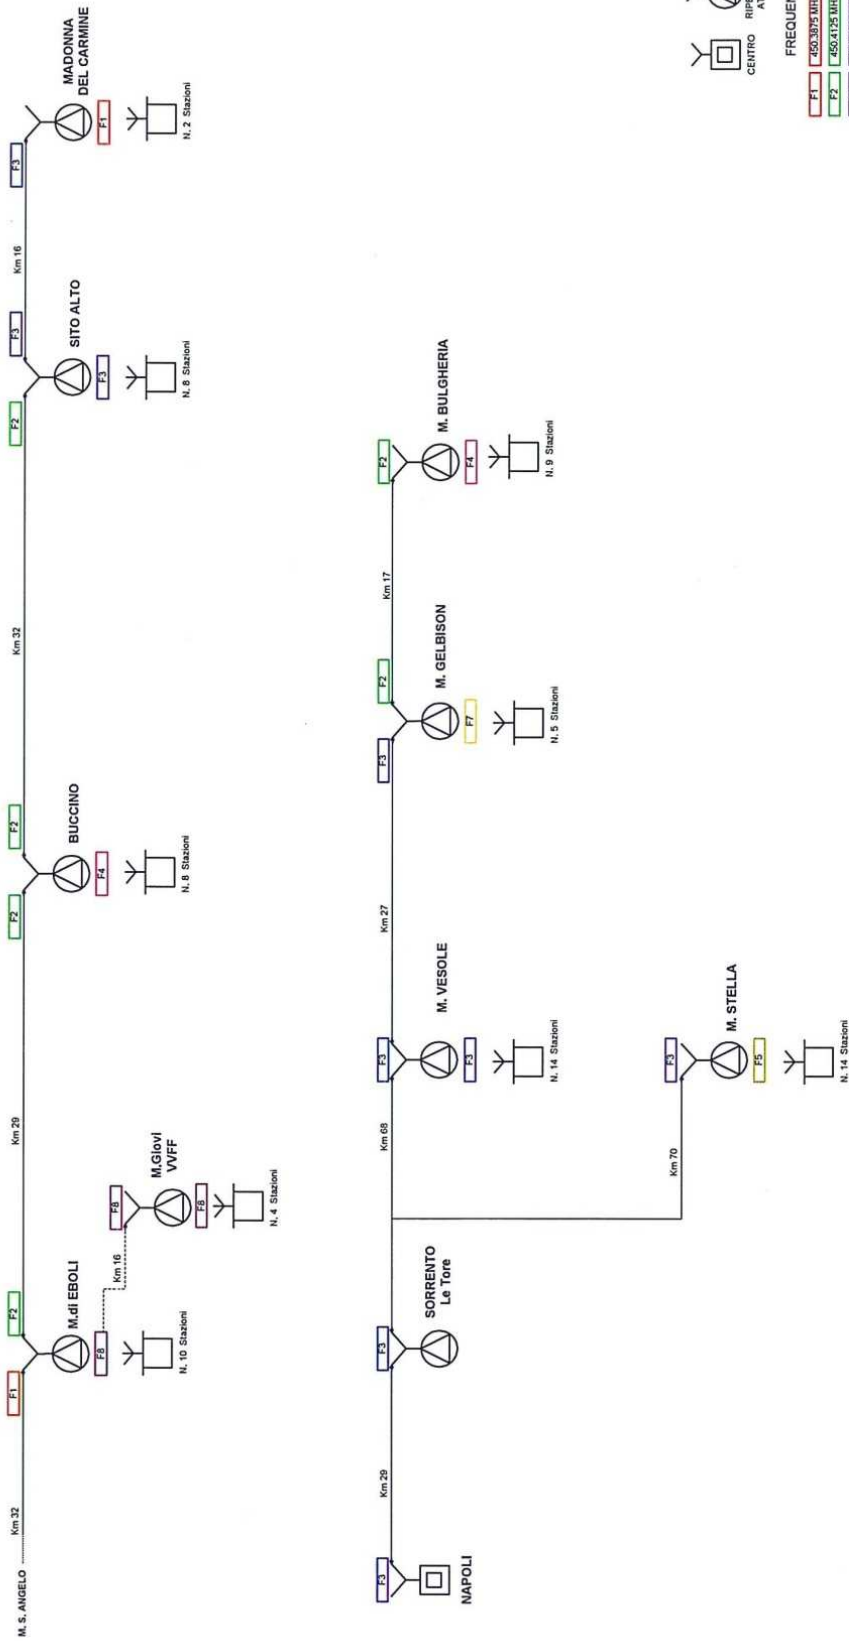 M. S. ANGELO
Km 32
F1
F2
M.di EBOLI
F8
N. 10 Stazioni
Km 16
F8
M.Giovi
VVFF
F8
N. 4 Stazioni
Km 29
F2
F2
BUCCINO
F4
N. 8 Stazioni
Km 32
F2
F3
SITO ALTO
F3
N. 8 Stazioni
Km 16
F3
MADONNA
DEL CARMINE
F1
N. 2 Stazioni
F3
NAPOLI
Km 29
F3
SORRENTO
Le Tore
Km 68
F3
M. VESOLE
F3
N. 14 Stazioni
Km 27
F3
F2
M. GELBISON
F7
N. 5 Stazioni
Km 17
F2
M. BULGHERIA
F4
N. 9 Stazioni
Km 70
F3
M. STELLA
F5
N. 14 Stazioni
CENTRO
F1 450.3875
F2 450.4125